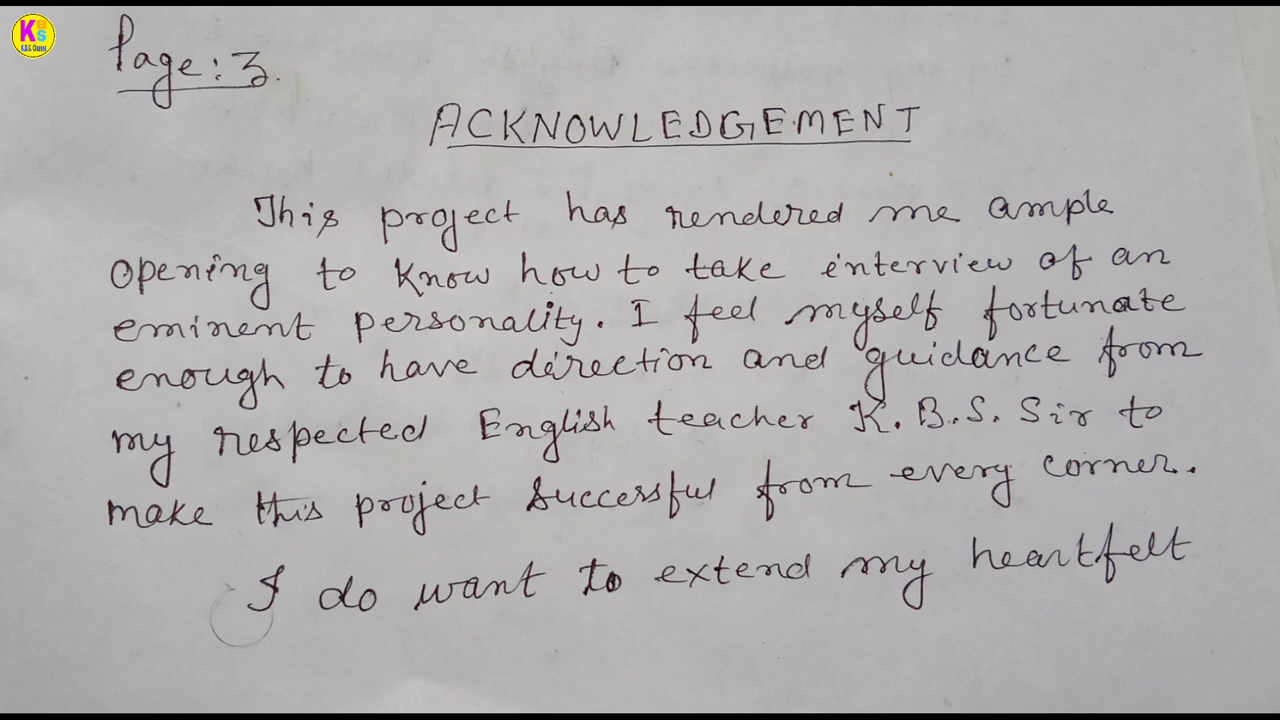 KBS
K.B.S. Classes
Page: 3.
ACKNOWLEDGEMENT
This project has rendered me ample
opening to know how to take interview of an
eminent personality. I feel myself fortunate
enough to have direction and guidance from
my respected English teacher K.B.S. Sir to
make this project successful from every corner.
I do want to extend my heartfelt